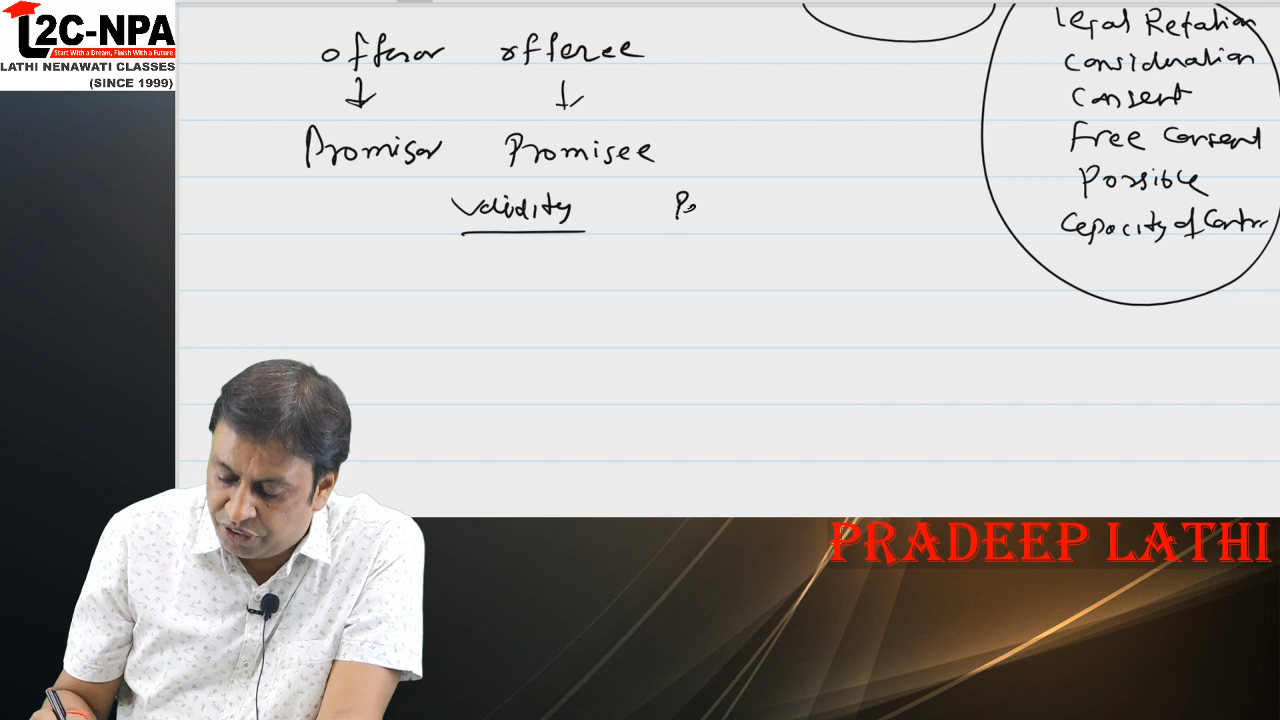 L2C-NPA
Start With a Dream, Finish With a Future
LATHI NENAWATI CLASSES
(SINCE 1999)
offeror offeree
Promisor Promisee
Validity
Legal Relation
Consideration
Consent
Free Consent
Possible
Capacity of Contr
PRADEEP LATHI